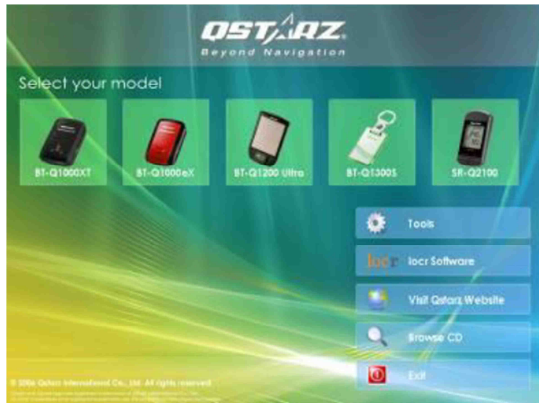 QSTARZ
Beyond Navigation
Select your model
BT-Q1000XT
BT-Q1000eX
BT-Q1200 Ultra
BT-Q1300S
SR-Q2100
Tools
locr locr Software
Visit Qstarz Website
Browse CD
Exit
© 2006 Qstarz International Co., Ltd. All rights reserved